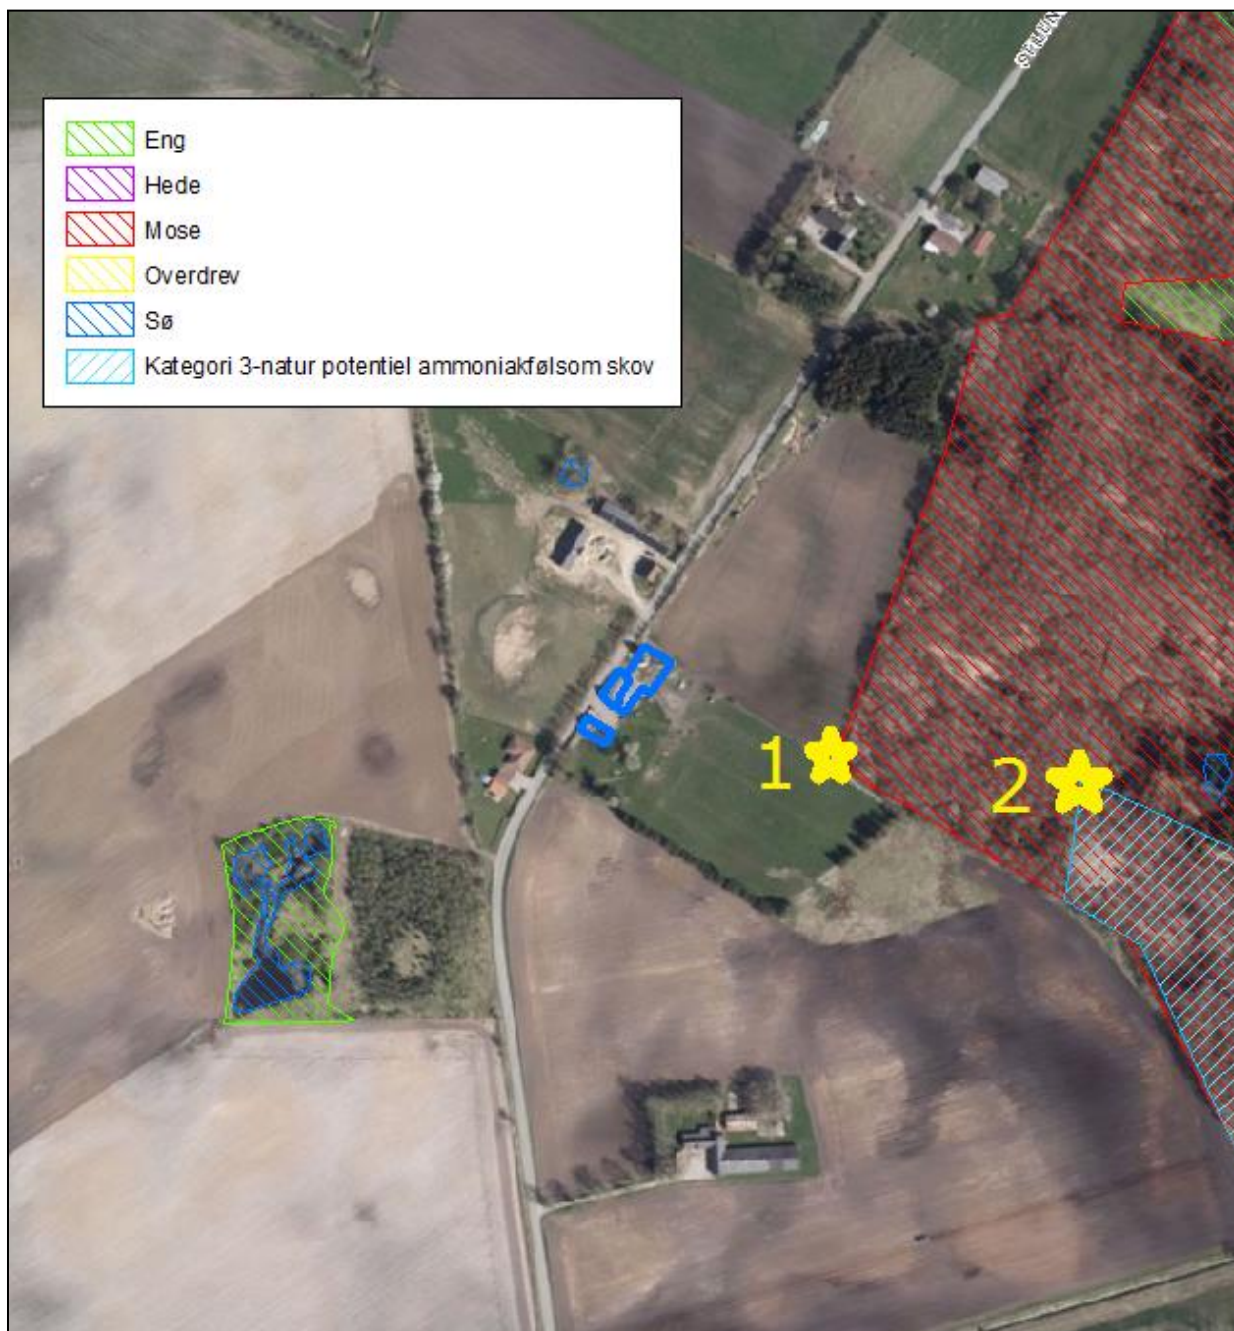 Eng
Hede
Mose
Overdrev
Sø
Kategori 3-natur potentiel ammoniakfølsom skov
1
2